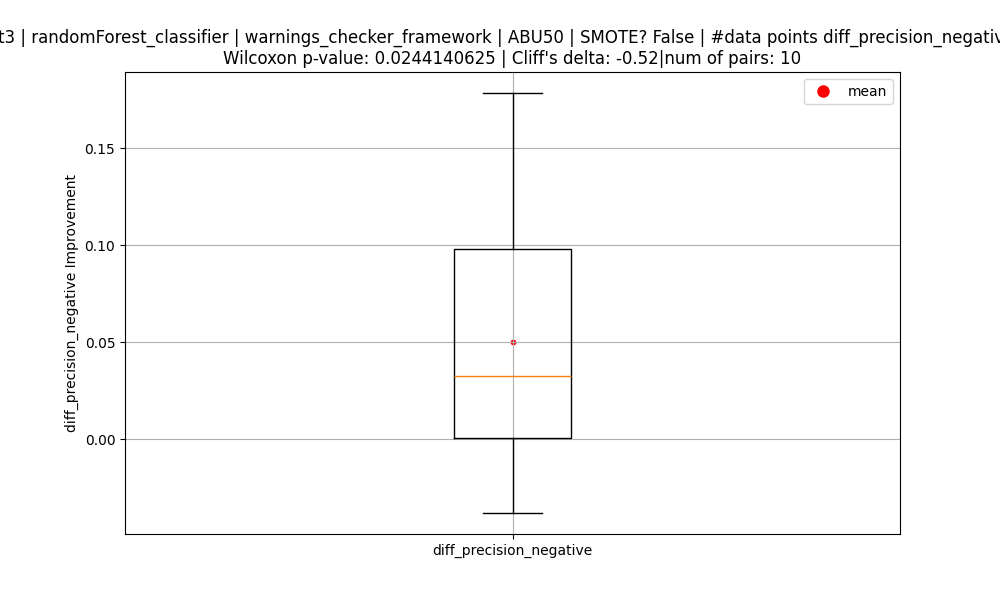 t3 | randomForest_classifier | warnings_checker_framework | ABU50 | SMOTE? False | #data points diff_precision_negativ
Wilcoxon p-value: 0.0244140625 | Cliff's delta: -0.52|num of pairs: 10
mean
0.15
0.10
0.05
0.00
diff_precision_negative Improvement
diff_precision_negative